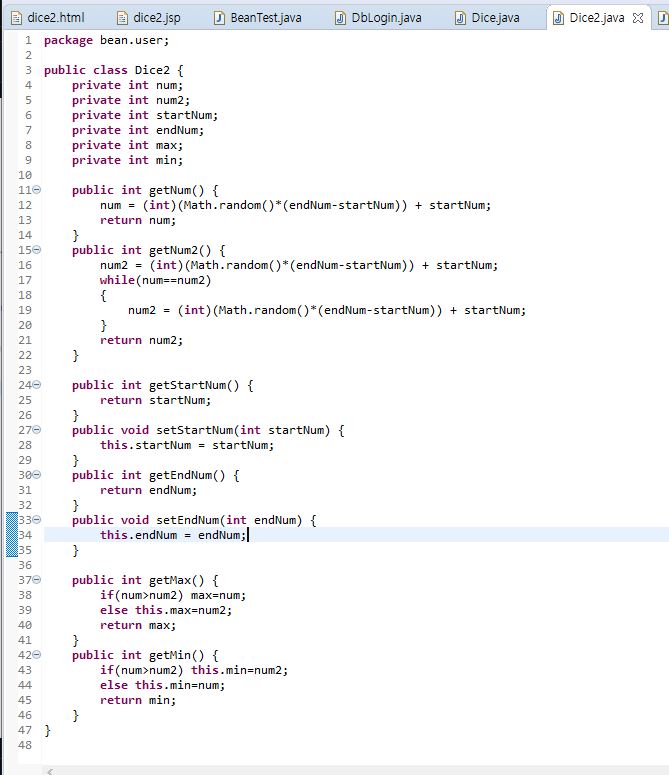 dice2.html dice2.jsp BeanTest.java DbLogin.java Dice.java Dice2.java
1 package bean.user;
2
3 public class Dice2 {
4     private int num;
5     private int num2;
6     private int startNum;
7     private int endNum;
8     private int max;
9     private int min;
10
11     public int getNum() {
12         num = (int)(Math.random()*(endNum-startNum)) + startNum;
13         return num;
14     }
15     public int getNum2() {
16         num2 = (int)(Math.random()*(endNum-startNum)) + startNum;
17         while(num==num2)
18         {
19             num2 = (int)(Math.random()*(endNum-startNum)) + startNum;
20         }
21         return num2;
22     }
23
24     public int getStartNum() {
25         return startNum;
26     }
27     public void setStartNum(int startNum) {
28         this.startNum = startNum;
29     }
30     public int getEndNum() {
31         return endNum;
32     }
33     public void setEndNum(int endNum) {
34         this.endNum = endNum;
35     }
36
37     public int getMax() {
38         if(num>num2) max=num;
39         else this.max=num2;
40         return max;
41     }
42     public int getMin() {
43         if(num>num2) this.min=num2;
44         else this.min=num;
45         return min;
46     }
47 }
48